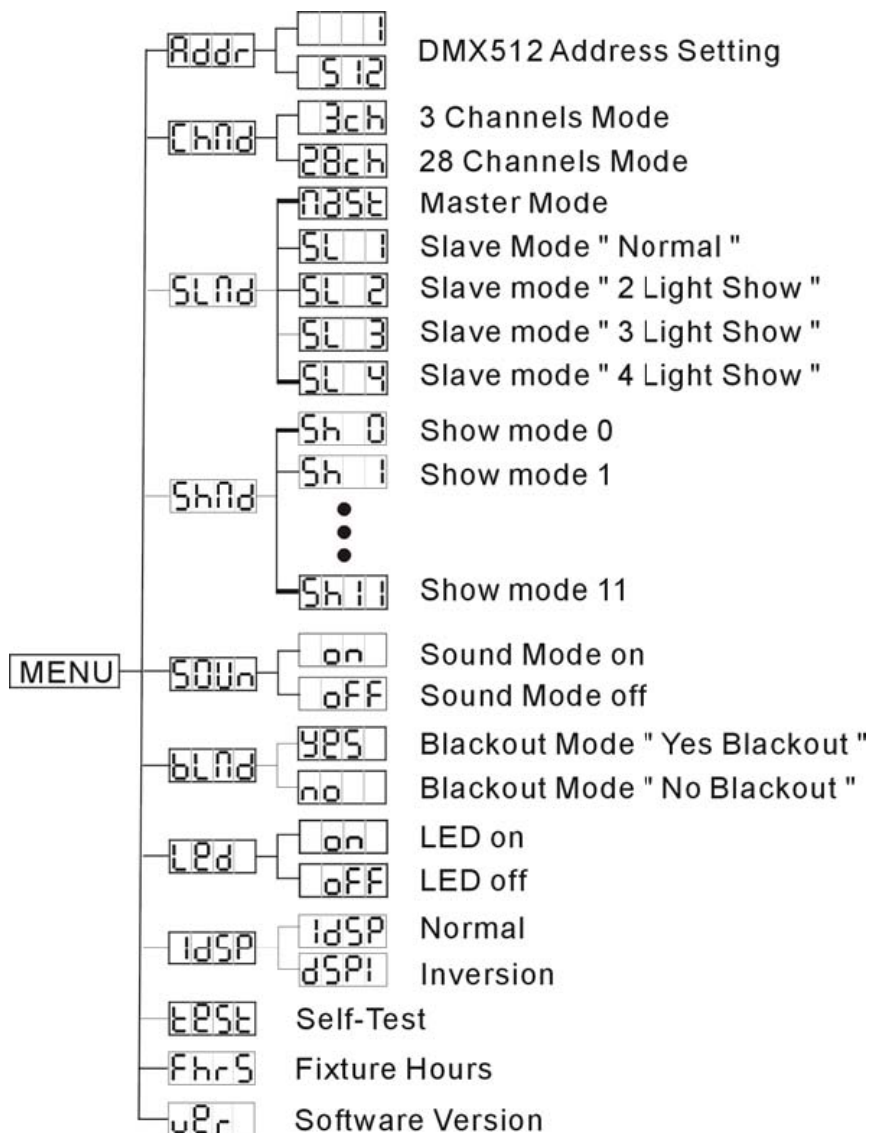 Addr
1
DMX512 Address Setting
512
ChMd
3ch
3 Channels Mode
28ch
28 Channels Mode
SLMd
MaSt
Master Mode
SL 1
Slave Mode " Normal "
SL 2
Slave mode " 2 Light Show "
SL 3
Slave mode " 3 Light Show "
SL 4
Slave mode " 4 Light Show "
ShMd
Sh 0
Show mode 0
Sh 1
Show mode 1
Sh11
Show mode 11
MENU
SOUn
on
Sound Mode on
oFF
Sound Mode off
bLMd
yeS
Blackout Mode " Yes Blackout "
no
Blackout Mode " No Blackout "
Led
on
LED on
oFF
LED off
1dSP
1dSP
Normal
dSP1
Inversion
teSt
Self-Test
FhrS
Fixture Hours
ver
Software Version